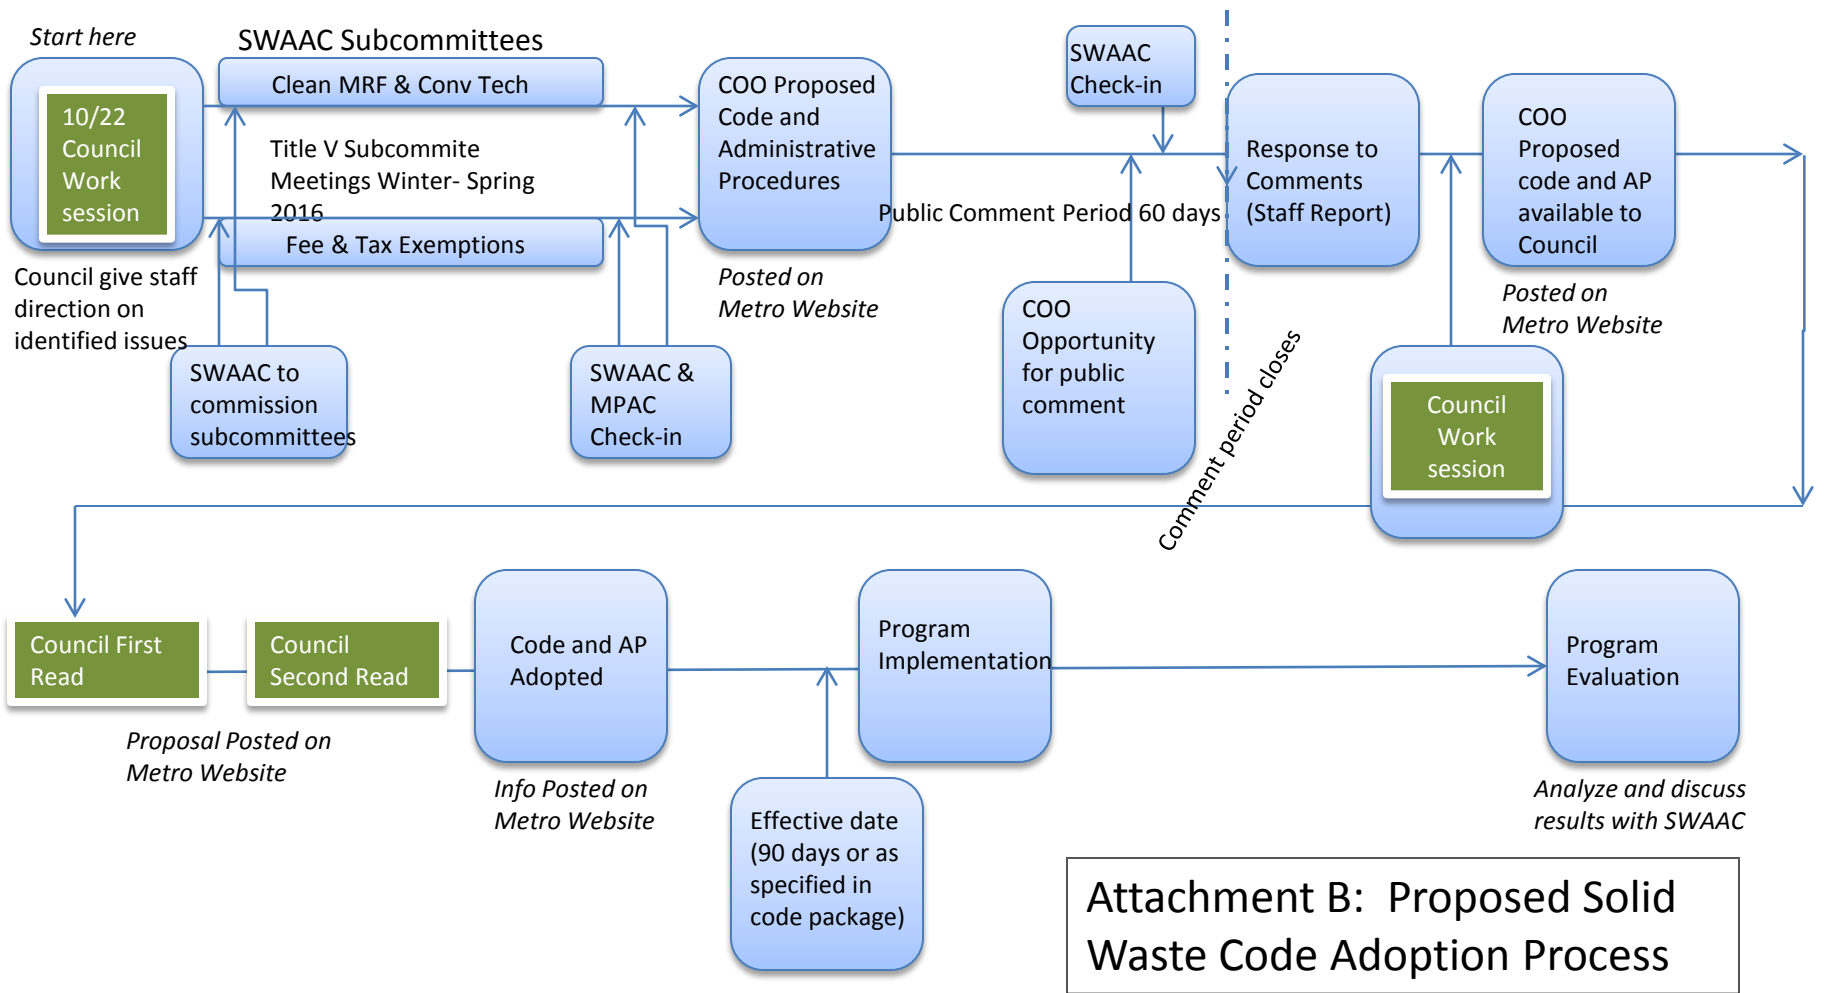 Start here
SWAAC Subcommittees
10/22
Council
Work
session
Council give staff
direction on
identified issues
Clean MRF & Conv Tech
Title V Subcommite
Meetings Winter- Spring
2016
Fee & Tax Exemptions
SWAAC to
commission
subcommittees
SWAAC &
MPAC
Check-in
COO Proposed
Code and
Administrative
Procedures
Posted on
Metro Website
SWAAC
Check-in
Public Comment Period 60 days
COO
Opportunity
for public
comment
Comment period closes
Response to
Comments
(Staff Report)
Council
Work
session
COO
Proposed
code and AP
available to
Council
Posted on
Metro Website
Council First
Read
Council
Second Read
Proposal Posted on
Metro Website
Code and AP
Adopted
Info Posted on
Metro Website
Effective date
(90 days or as
specified in
code package)
Program
Implementation
Program
Evaluation
Analyze and discuss
results with SWAAC
Attachment B:  Proposed Solid
Waste Code Adoption Process